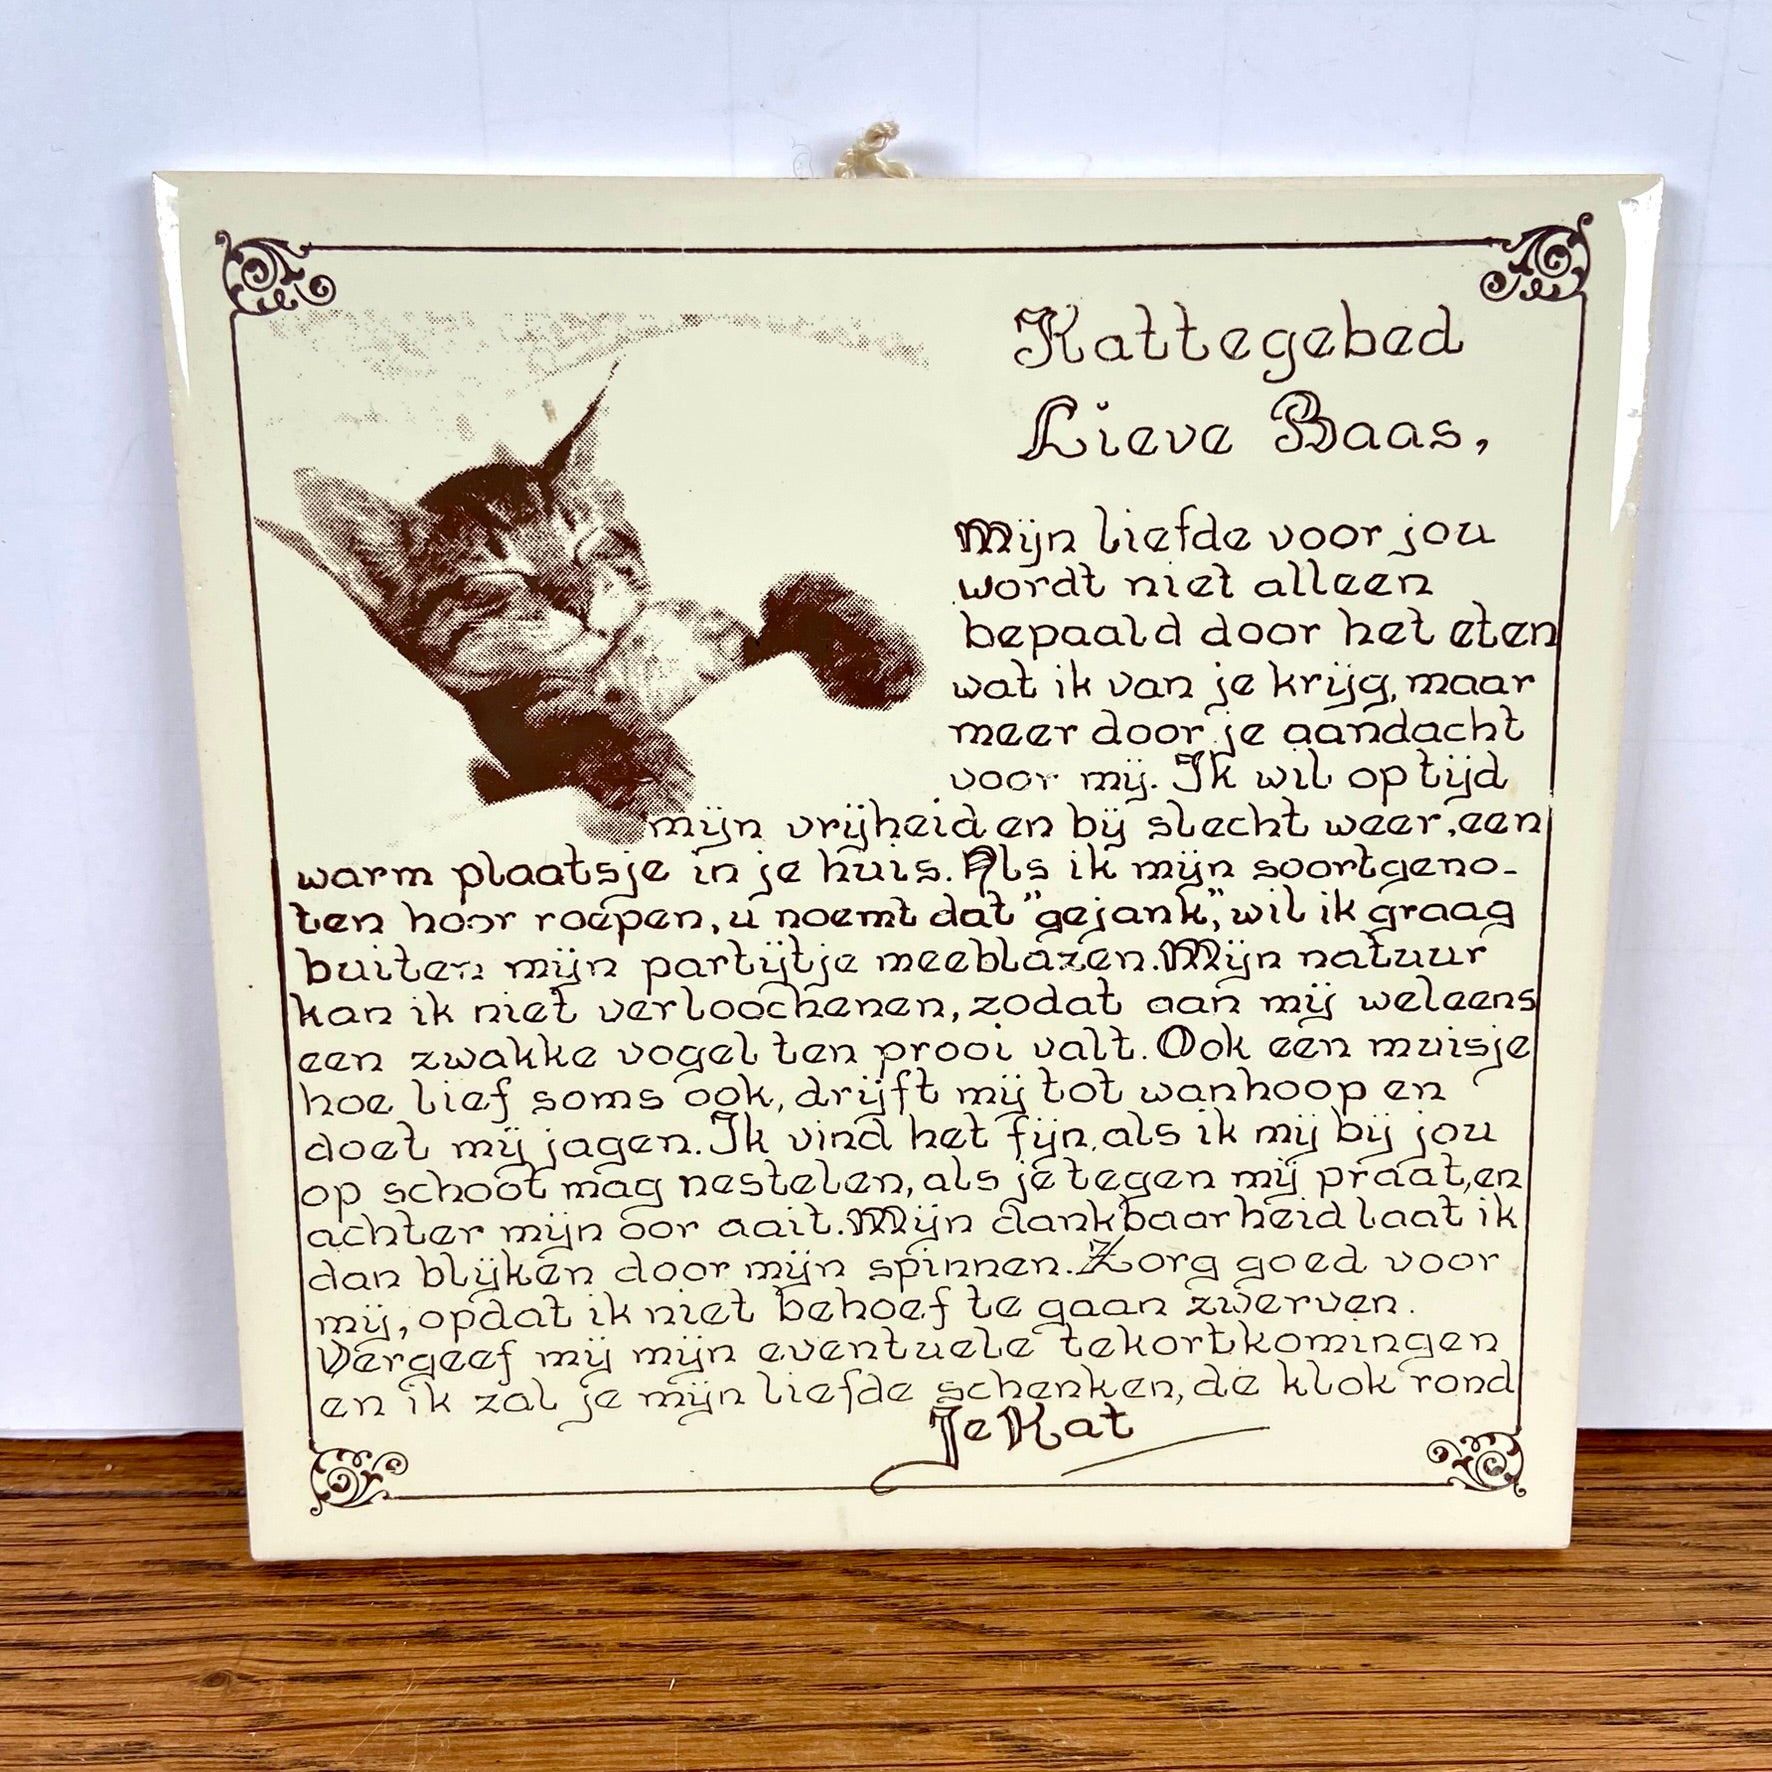 Kattegebed
Lieve Baas,
Mijn liefde voor jou
wordt niet alleen
bepaald door het eten
wat ik van je krijg, maar
meer door je aandacht
voor mij. Ik wil op tijd
mijn vrijheid en bij slecht weer, een
warm plaatsje in je huis. Als ik mijn soortgeno-
ten hoor roepen, u noemt dat "gejank", wil ik graag
buiten mijn partijtje meeblazen. Mijn natuur
kan ik niet verloochenen, zodat aan mij weleens
een zwakke vogel ten prooi valt. Ook een muisje
hoe lief soms ook, drijft mij tot wanhoop en
doet mij jagen. Ik vind het fijn, als ik mij bij jou
op schoot mag nestelen, als je tegen mij praat, en
achter mijn oor aait. Mijn dankbaarheid laat ik
dan blijken door mijn spinnen. Zorg goed voor
mij, opdat ik niet behoef te gaan zwerven.
Vergeef mij mijn eventuele tekortkomingen
en ik zal je mijn liefde schenken, de klok rond
Je Kat